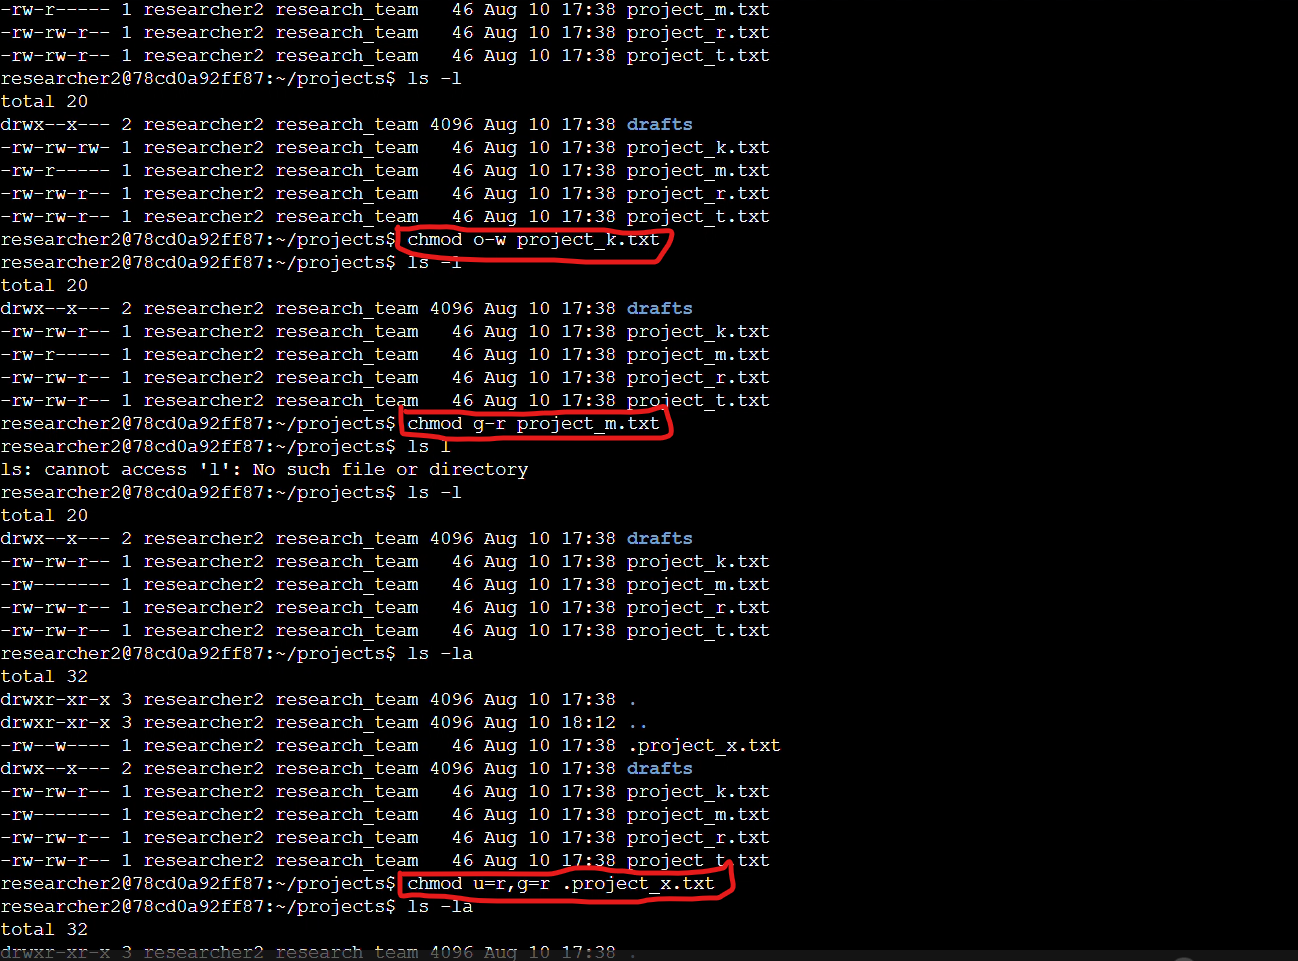 -rw-r----- 1 researcher2 research_team   46 Aug 10 17:38 project_m.txt
-rw-rw-r-- 1 researcher2 research_team   46 Aug 10 17:38 project_r.txt
-rw-rw-r-- 1 researcher2 research_team   46 Aug 10 17:38 project_t.txt
researcher2@78cd0a92ff87:~/projects$ ls -l
total 20
drwx--x--- 2 researcher2 research_team 4096 Aug 10 17:38 drafts
-rw-rw-rw- 1 researcher2 research_team   46 Aug 10 17:38 project_k.txt
-rw-r----- 1 researcher2 research_team   46 Aug 10 17:38 project_m.txt
-rw-rw-r-- 1 researcher2 research_team   46 Aug 10 17:38 project_r.txt
-rw-rw-r-- 1 researcher2 research_team   46 Aug 10 17:38 project_t.txt
researcher2@78cd0a92ff87:~/projects$ chmod o-w project_k.txt
researcher2@78cd0a92ff87:~/projects$ ls -l
total 20
drwx--x--- 2 researcher2 research_team 4096 Aug 10 17:38 drafts
-rw-rw-r-- 1 researcher2 research_team   46 Aug 10 17:38 project_k.txt
-rw-r----- 1 researcher2 research_team   46 Aug 10 17:38 project_m.txt
-rw-rw-r-- 1 researcher2 research_team   46 Aug 10 17:38 project_r.txt
-rw-rw-r-- 1 researcher2 research_team   46 Aug 10 17:38 project_t.txt
researcher2@78cd0a92ff87:~/projects$ chmod g-r project_m.txt
researcher2@78cd0a92ff87:~/projects$ ls l
ls: cannot access 'l': No such file or directory
researcher2@78cd0a92ff87:~/projects$ ls -l
total 20
drwx--x--- 2 researcher2 research_team 4096 Aug 10 17:38 drafts
-rw-rw-r-- 1 researcher2 research_team   46 Aug 10 17:38 project_k.txt
-rw------- 1 researcher2 research_team   46 Aug 10 17:38 project_m.txt
-rw-rw-r-- 1 researcher2 research_team   46 Aug 10 17:38 project_r.txt
-rw-rw-r-- 1 researcher2 research_team   46 Aug 10 17:38 project_t.txt
researcher2@78cd0a92ff87:~/projects$ ls -la
total 32
drwxr-xr-x 3 researcher2 research_team 4096 Aug 10 17:38 .
drwxr-xr-x 3 researcher2 research_team 4096 Aug 10 18:12 ..
-rw--w---- 1 researcher2 research_team   46 Aug 10 17:38 .project_x.txt
drwx--x--- 2 researcher2 research_team 4096 Aug 10 17:38 drafts
-rw-rw-r-- 1 researcher2 research_team   46 Aug 10 17:38 project_k.txt
-rw------- 1 researcher2 research_team   46 Aug 10 17:38 project_m.txt
-rw-rw-r-- 1 researcher2 research_team   46 Aug 10 17:38 project_r.txt
-rw-rw-r-- 1 researcher2 research_team   46 Aug 10 17:38 project_t.txt
researcher2@78cd0a92ff87:~/projects$ chmod u=r,g=r .project_x.txt
researcher2@78cd0a92ff87:~/projects$ ls -la
total 32
drwxr-xr-x 3 researcher2 research_team 4096 Aug 10 17:38 .